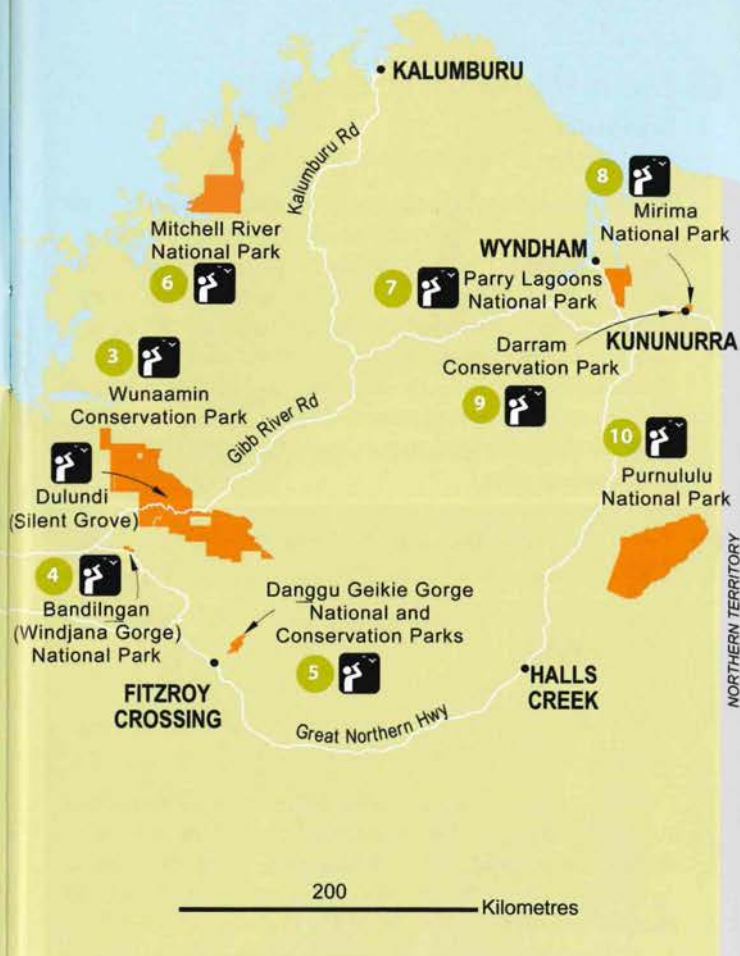 KALUMBURU
Kalumburu Rd
8
Mirima
National Park
Mitchell River
National Park
6
WYNDHAM
7
Parry Lagoons
National Park
KUNUNURRA
Darram
Conservation Park
9
3
Wunaamin
Conservation Park
Gibb River Rd
10
Purnululu
National Park
Dulundi
(Silent Grove)
4
Bandilngan
(Windjana Gorge)
National Park
Danggu Geikie Gorge
National and
Conservation Parks
5
NORTHERN TERRITORY
FITZROY
CROSSING
HALLS
CREEK
Great Northern Hwy
200
Kilometres